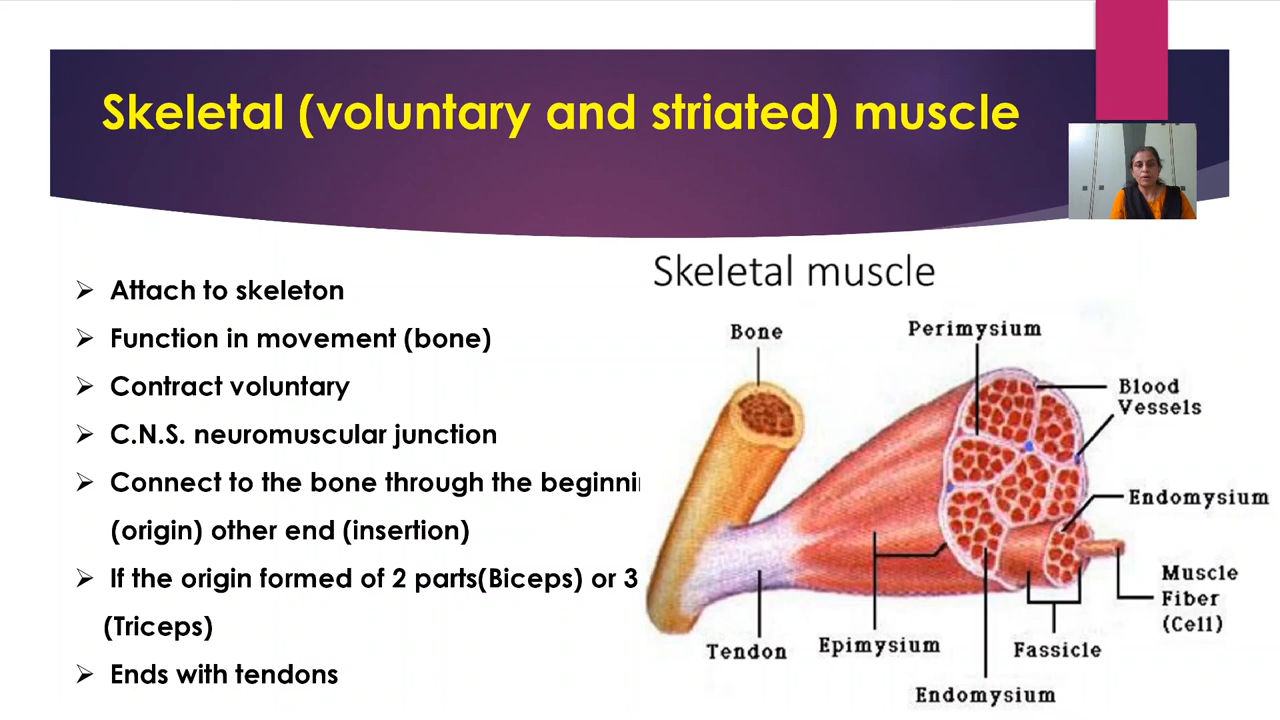 Skeletal (voluntary and striated) muscle
Attach to skeleton
Function in movement (bone)
Contract voluntary
C.N.S. neuromuscular junction
Connect to the bone through the
(origin) other end (insertion)
If the origin formed of 2 parts(Biceps) or 3
(Triceps)
Ends with tendons
Skeletal muscle
Bone
Perimysium
Blood
Vessels
Endomysium
Muscle
Fiber
(Cell)
Tendon
Epimysium
Fassicle
Endomysium